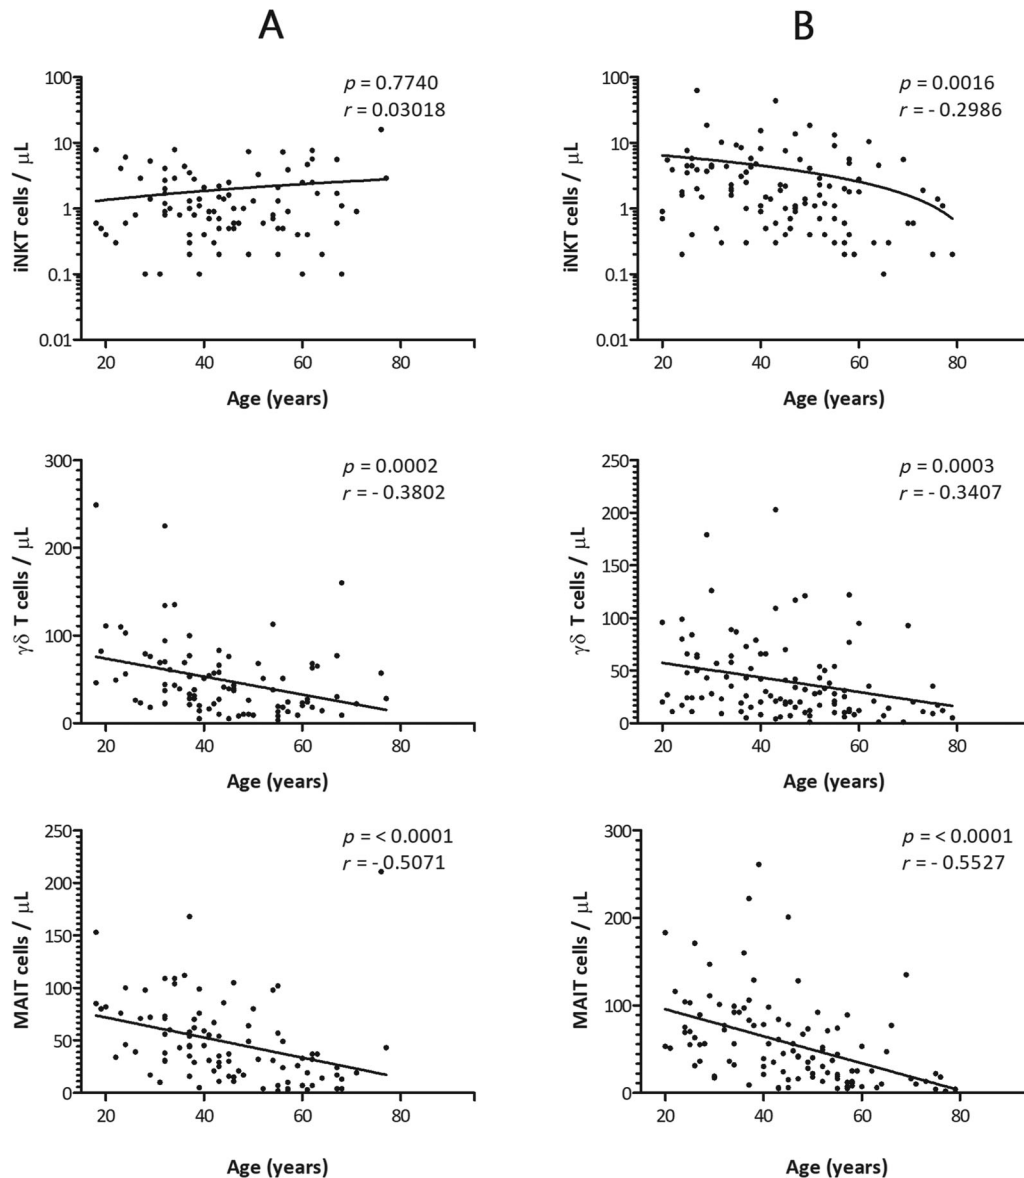 A
B
100
10
1
0.1
0.01
iNKT cells / μL
p = 0.7740
r = 0.03018
20 40 60 80
Age (years)
100
10
1
0.1
0.01
iNKT cells / μL
p = 0.0016
r = - 0.2986
20 40 60 80
Age (years)
300
200
100
0
γδ T cells / μL
p = 0.0002
r = - 0.3802
20 40 60 80
Age (years)
250
200
150
100
50
0
γδ T cells / μL
p = 0.0003
r = - 0.3407
20 40 60 80
Age (years)
250
200
150
100
50
0
MAIT cells / μL
p = < 0.0001
r = - 0.5071
20 40 60 80
Age (years)
300
200
100
0
MAIT cells / μL
p = < 0.0001
r = - 0.5527
20 40 60 80
Age (years)